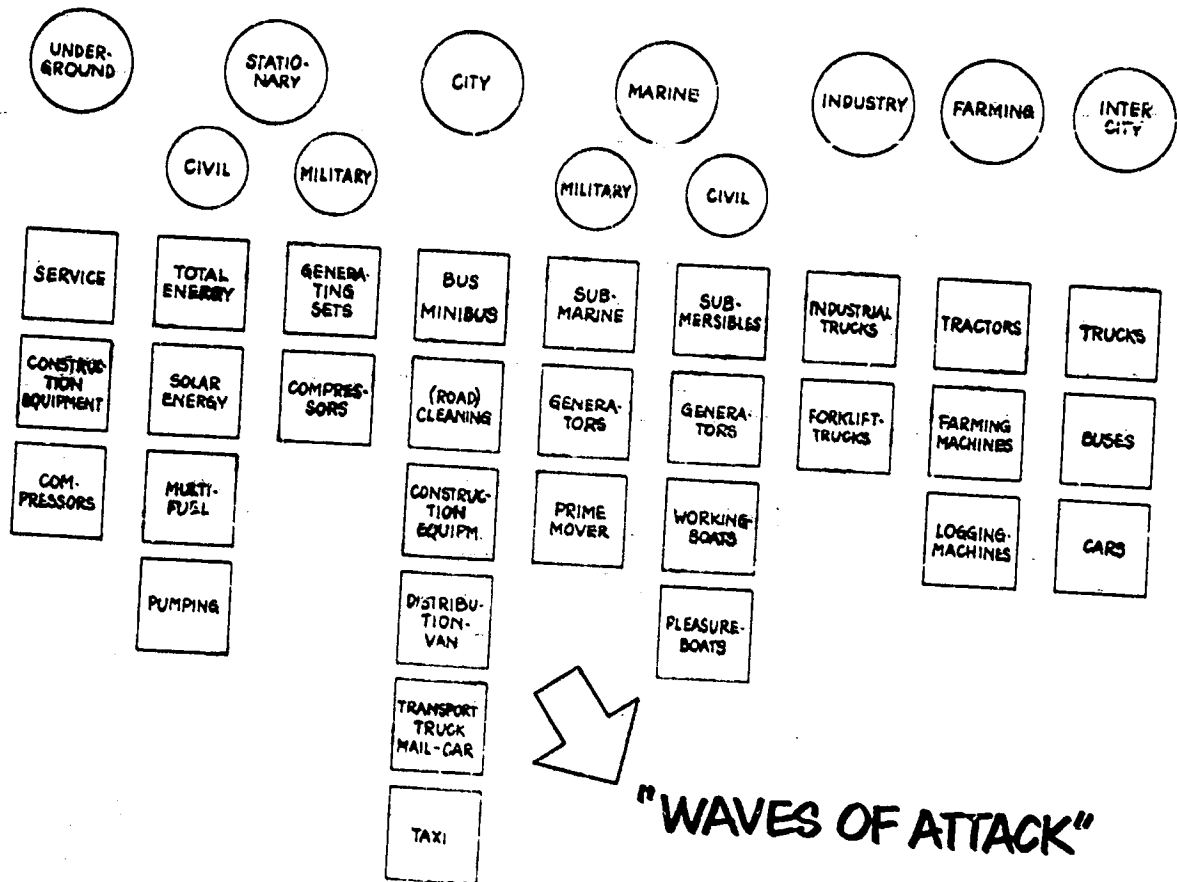 UNDER-
GROUND
STATIO-
NARY
CITY
MARINE
INDUSTRY
FARMING
INTER
CITY
CIVIL
MILITARY
MILITARY
CIVIL
SERVICE
TOTAL
ENERGY
GENERA-
TING
SETS
BUS
MINIBUS
SUB-
MARINE
SUB-
MERSIBLES
INDUSTRIAL
TRUCKS
TRACTORS
TRUCKS
CONSTRUC-
TION
EQUIPMENT
SOLAR
ENERGY
COMPRES-
SORS
(ROAD)
CLEANING
GENERA-
TORS
GENERA-
TORS
FORKLIFT-
TRUCKS
FARMING
MACHINES
BUSES
COM-
PRESSORS
MULTI-
FUEL
CONSTRUC-
TION
EQUIPM.
PRIME
MOVER
WORKING-
BOATS
LOGGING-
MACHINES
CARS
PUMPING
DISTRIBU-
TION-
VAN
PLEASURE-
BOATS
TRANSPORT
TRUCK
MAIL-CAR
TAXI
"WAVES OF ATTACK"